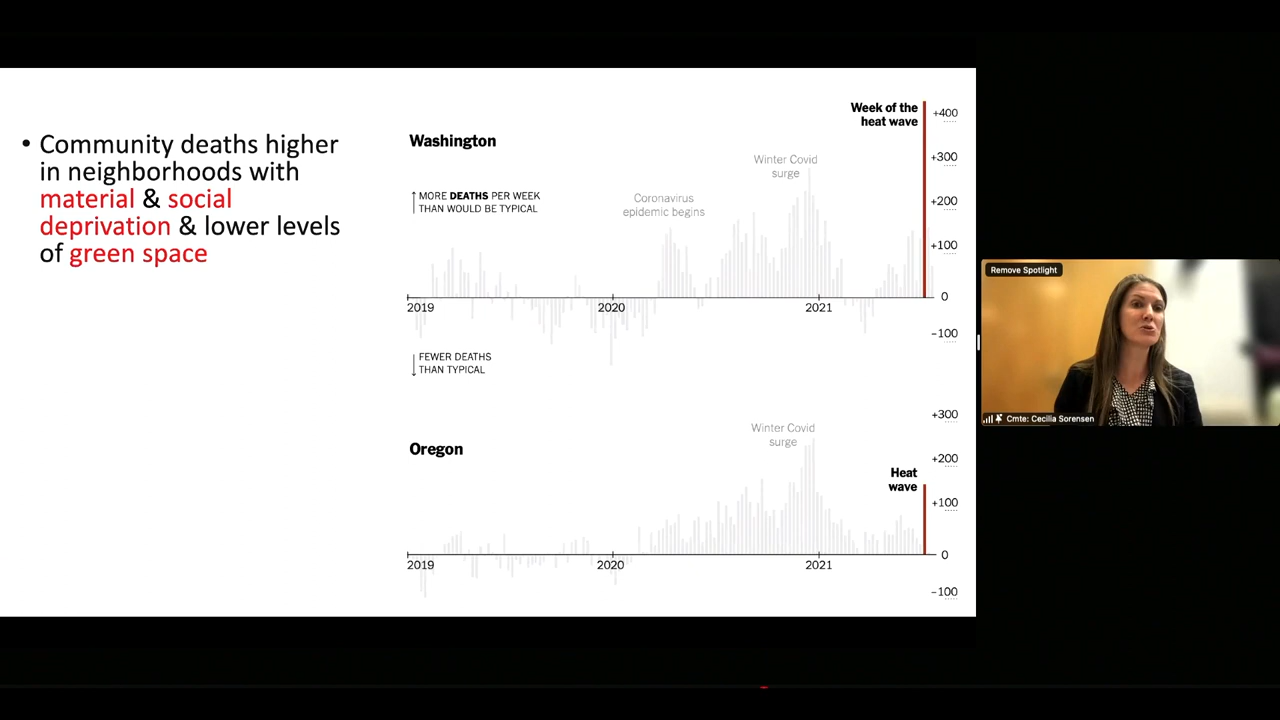 • Community deaths higher
in neighborhoods with
material & social
deprivation & lower levels
of green space
Washington
↑ MORE DEATHS PER WEEK
THAN WOULD BE TYPICAL
Coronavirus
epidemic begins
Winter Covid
surge
Week of the
heat wave
+400
+300
+200
+100
0
−100
2019
2020
2021
↓ FEWER DEATHS
THAN TYPICAL
Oregon
Winter Covid
surge
Heat
wave
+300
+200
+100
0
−100
2019
2020
2021
Remove Spotlight
Cmte: Cecilia Sorensen